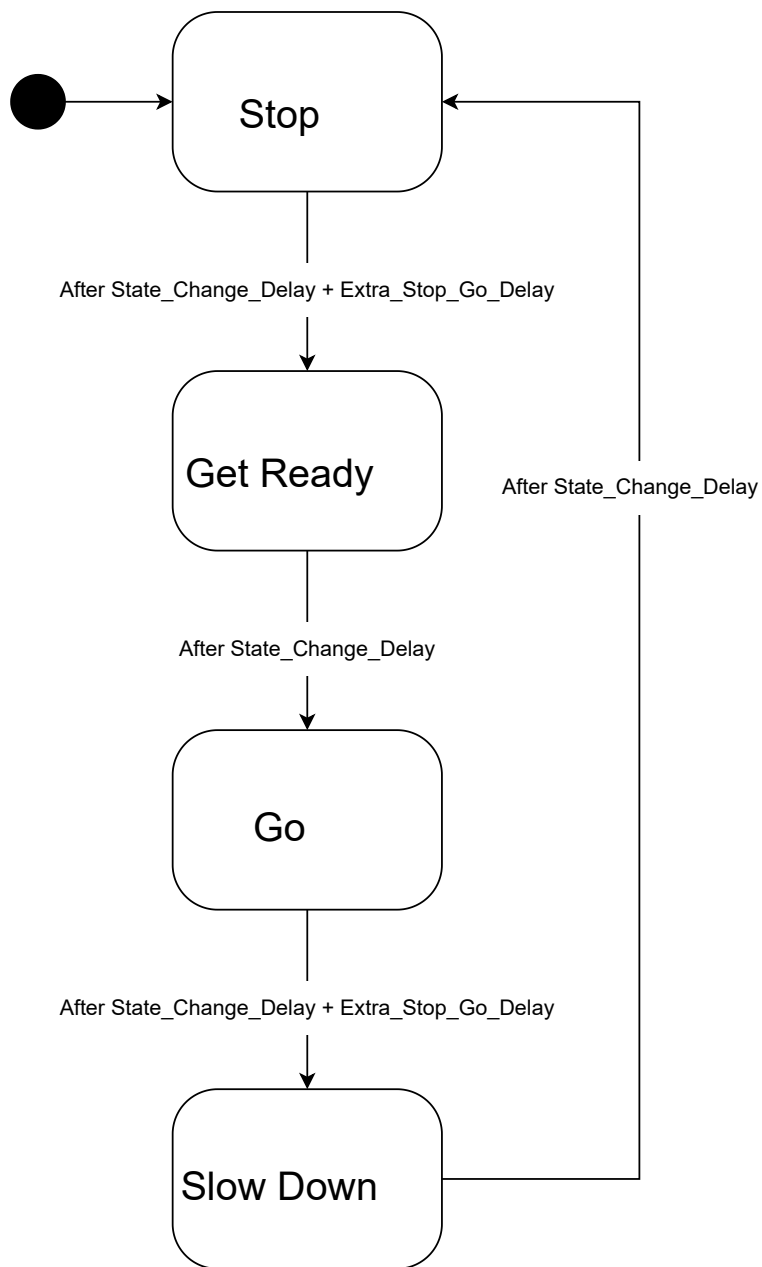 Stop
After State_Change_Delay + Extra_Stop_Go_Delay
Get Ready
After State_Change_Delay
After State_Change_Delay
Go
After State_Change_Delay + Extra_Stop_Go_Delay
Slow Down